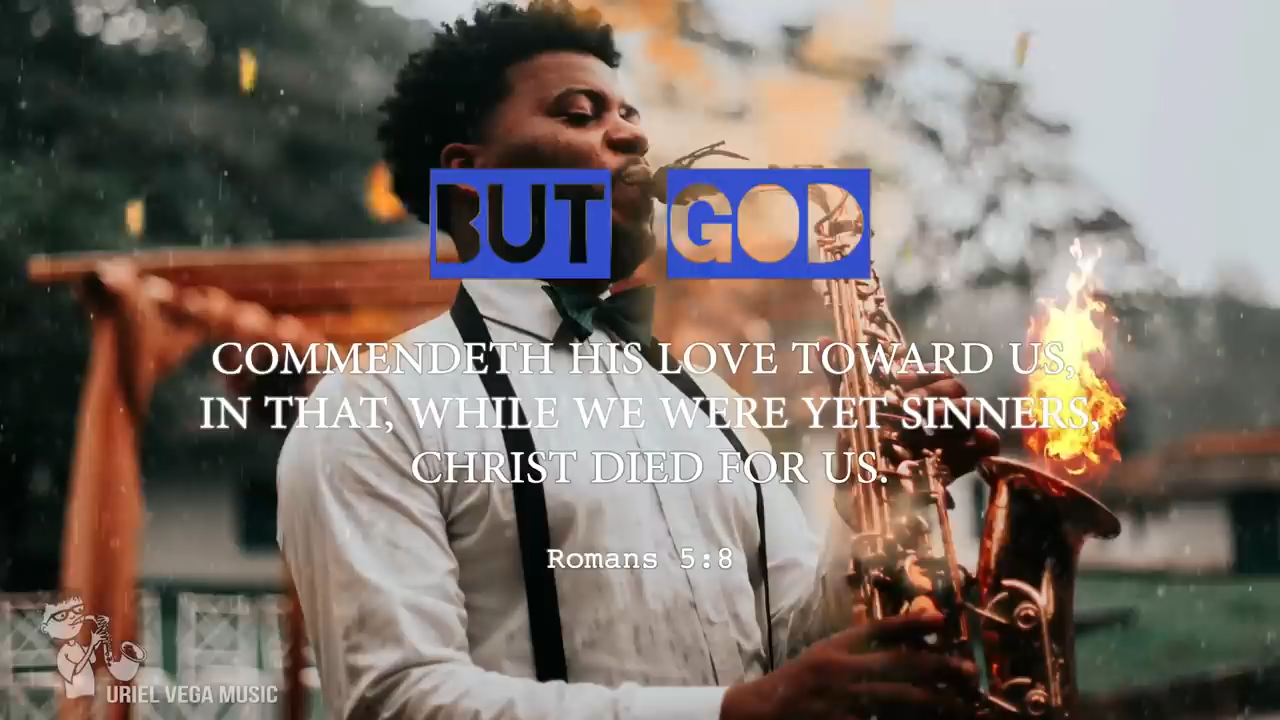 BUT GOD
COMMENDETH HIS LOVE TOWARD US,
IN THAT, WHILE WE WERE YET SINNERS,
CHRIST DIED FOR US.
Romans 5:8
URIEL VEGA MUSIC